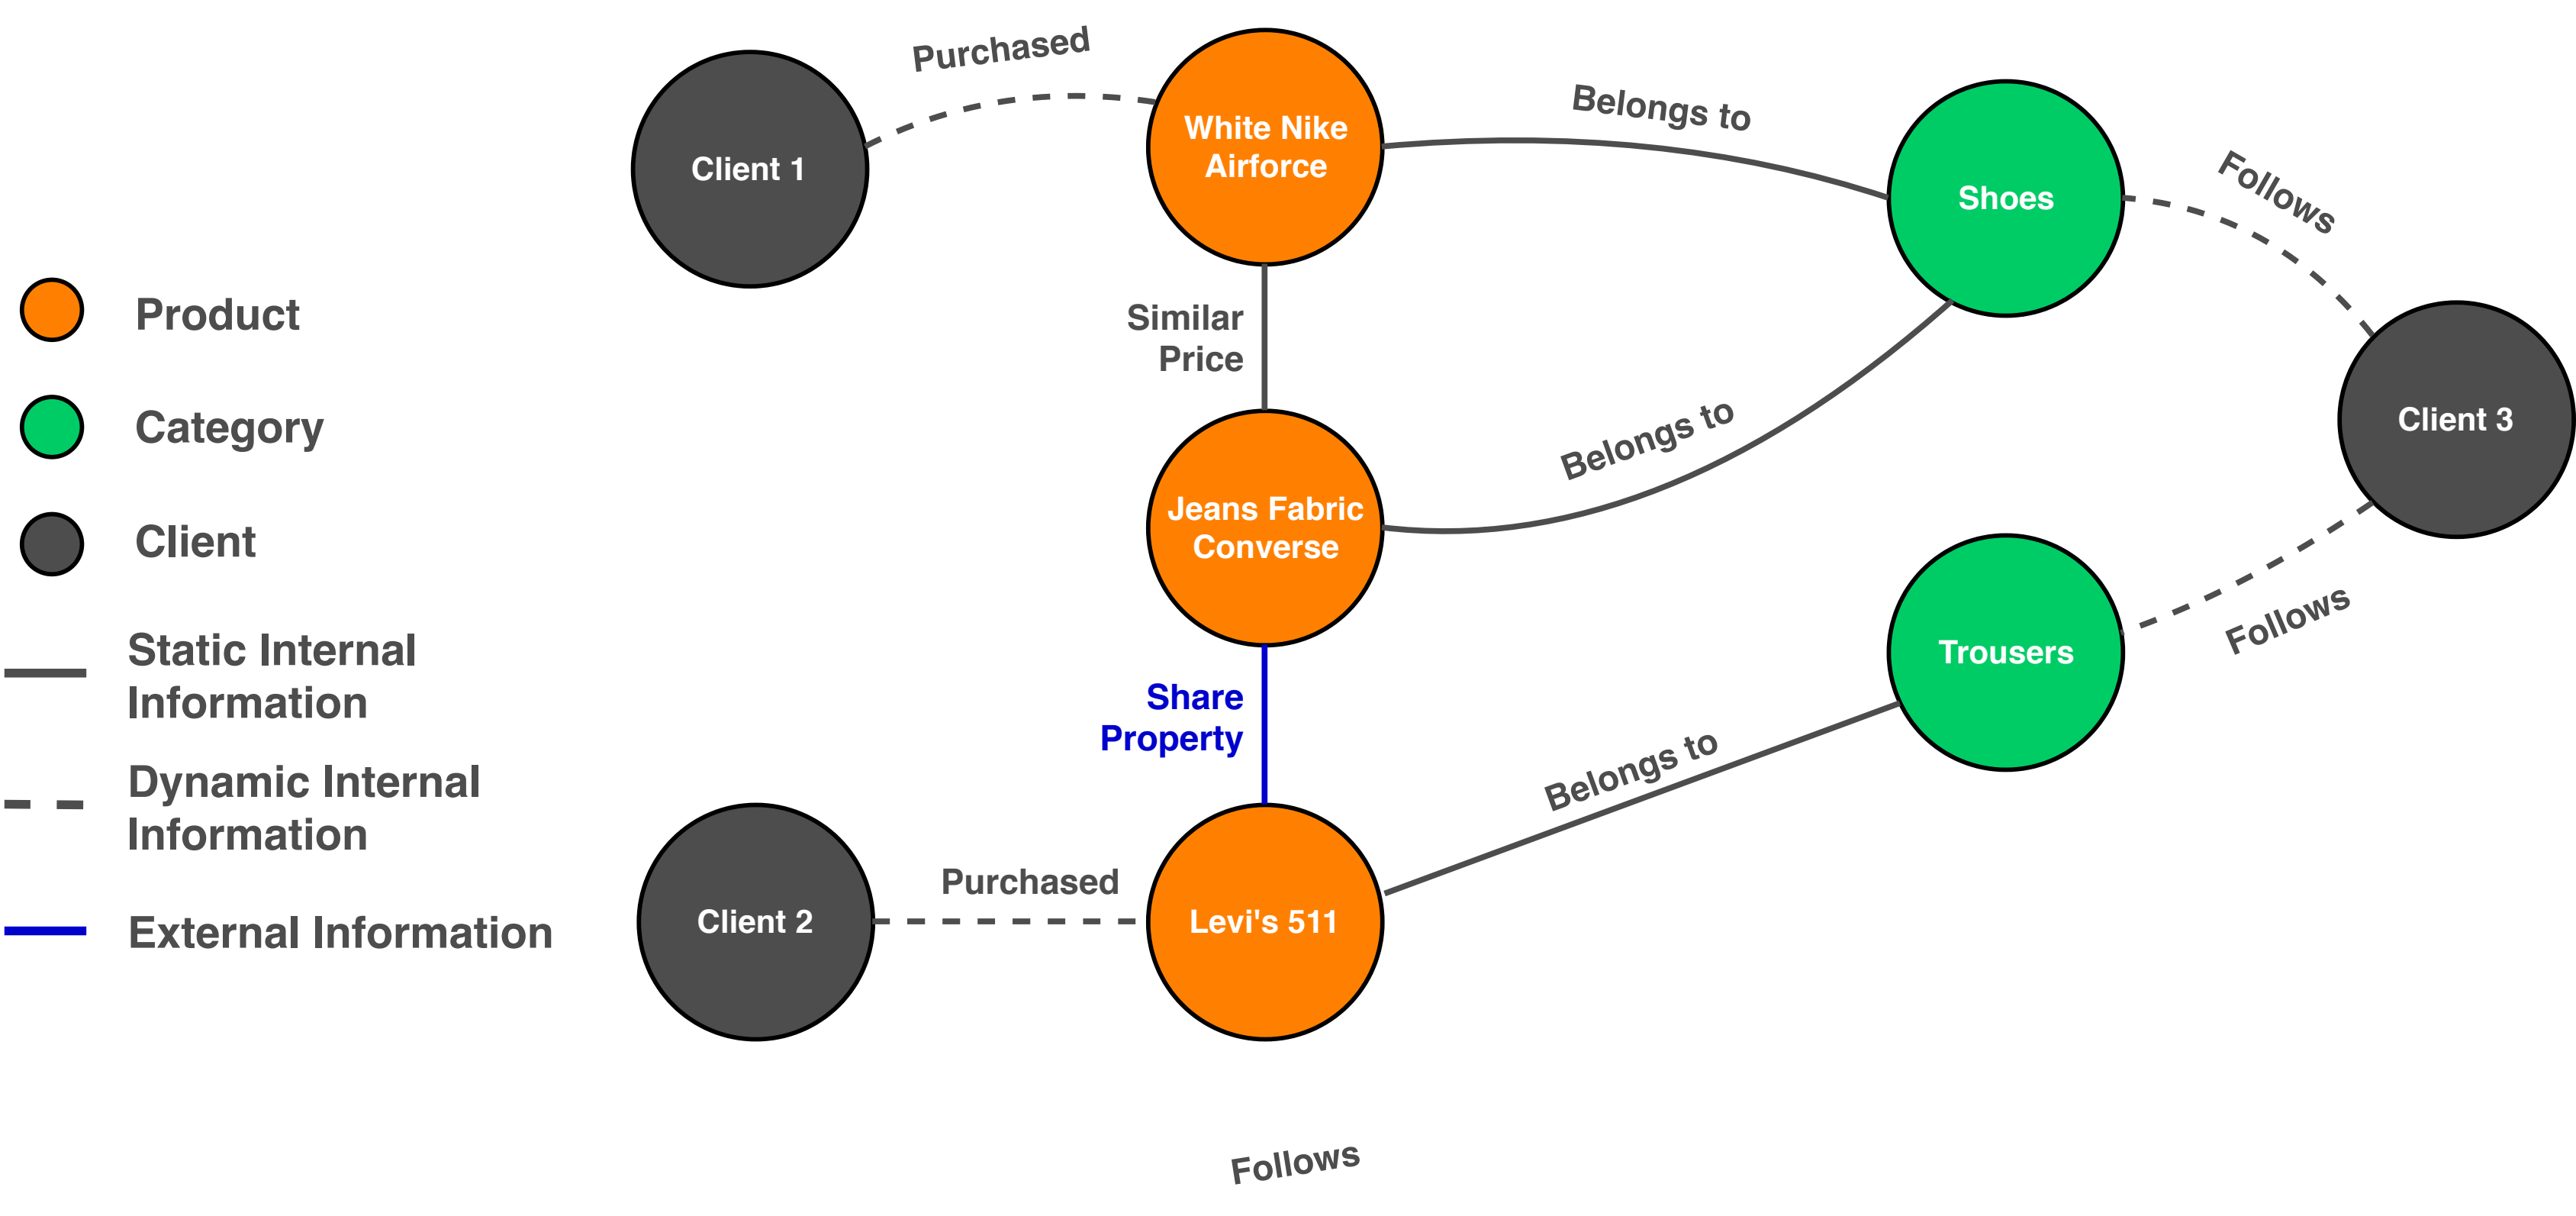 Product
Category
Client
Static Internal
Information
Dynamic Internal
Information
External Information
Client 1
Purchased
White Nike
Airforce
Belongs to
Shoes
Follows
Client 3
Similar
Price
Jeans Fabric
Converse
Belongs to
Trousers
Follows
Share
Property
Belongs to
Client 2
Purchased
Levi's 511
Follows